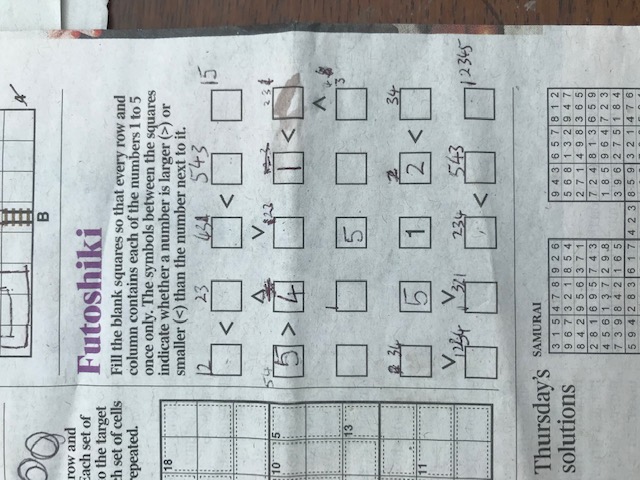 B
A
row and
Each set of
to the target
ch set of cells
repeated.
18
10 5
13
11
Futoshiki
Fill the blank squares so that every row and
column contains each of the numbers 1 to 5
once only. The symbols between the squares
indicate whether a number is larger (>) or
smaller (<) than the number next to it.
12 23 431 543 15
< <
54 23
5 > 4 1 <
5
34 34
5 1 2 <
1234 321 234 543 12345
<
Thursday's
solutions
SAMURAI
3 1 5 4 7 8 9 2 6 9 4 3 6 5 7 8 1 2
9 6 7 3 2 1 8 5 4 5 6 8 1 3 2 9 4 7
8 4 2 9 5 6 3 7 1 2 7 1 4 9 8 3 6 5
2 8 1 6 9 5 7 4 3 7 2 4 8 1 3 6 5 9
4 5 6 1 3 7 2 9 8 1 8 5 9 6 4 7 2 3
7 3 9 8 4 2 1 6 5 3 9 6 2 7 5 1 8 4
5 9 4 2 8 3 6 1 7 4 2 3 8 5 9 3 2 1 4 7 6